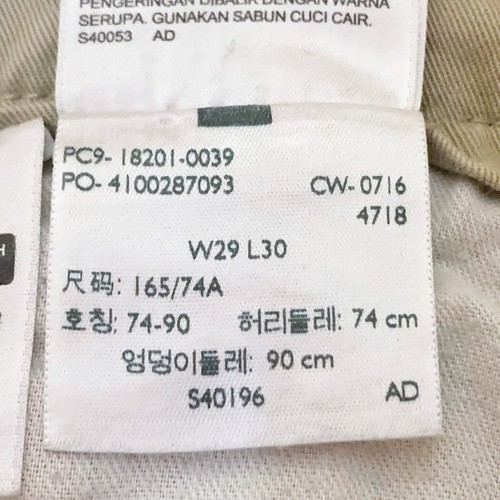 PENGERINGAN DIBALIK DENGAN WARNA
SERUPA. GUNAKAN SABUN CUCI CAIR.
S40053 AD
PC9- 18201-0039
PO- 4100287093 CW- 0716
4718
W29 L30
尺码: 165/74A
호칭: 74-90 허리둘레: 74 cm
엉덩이둘레: 90 cm
S40196 AD